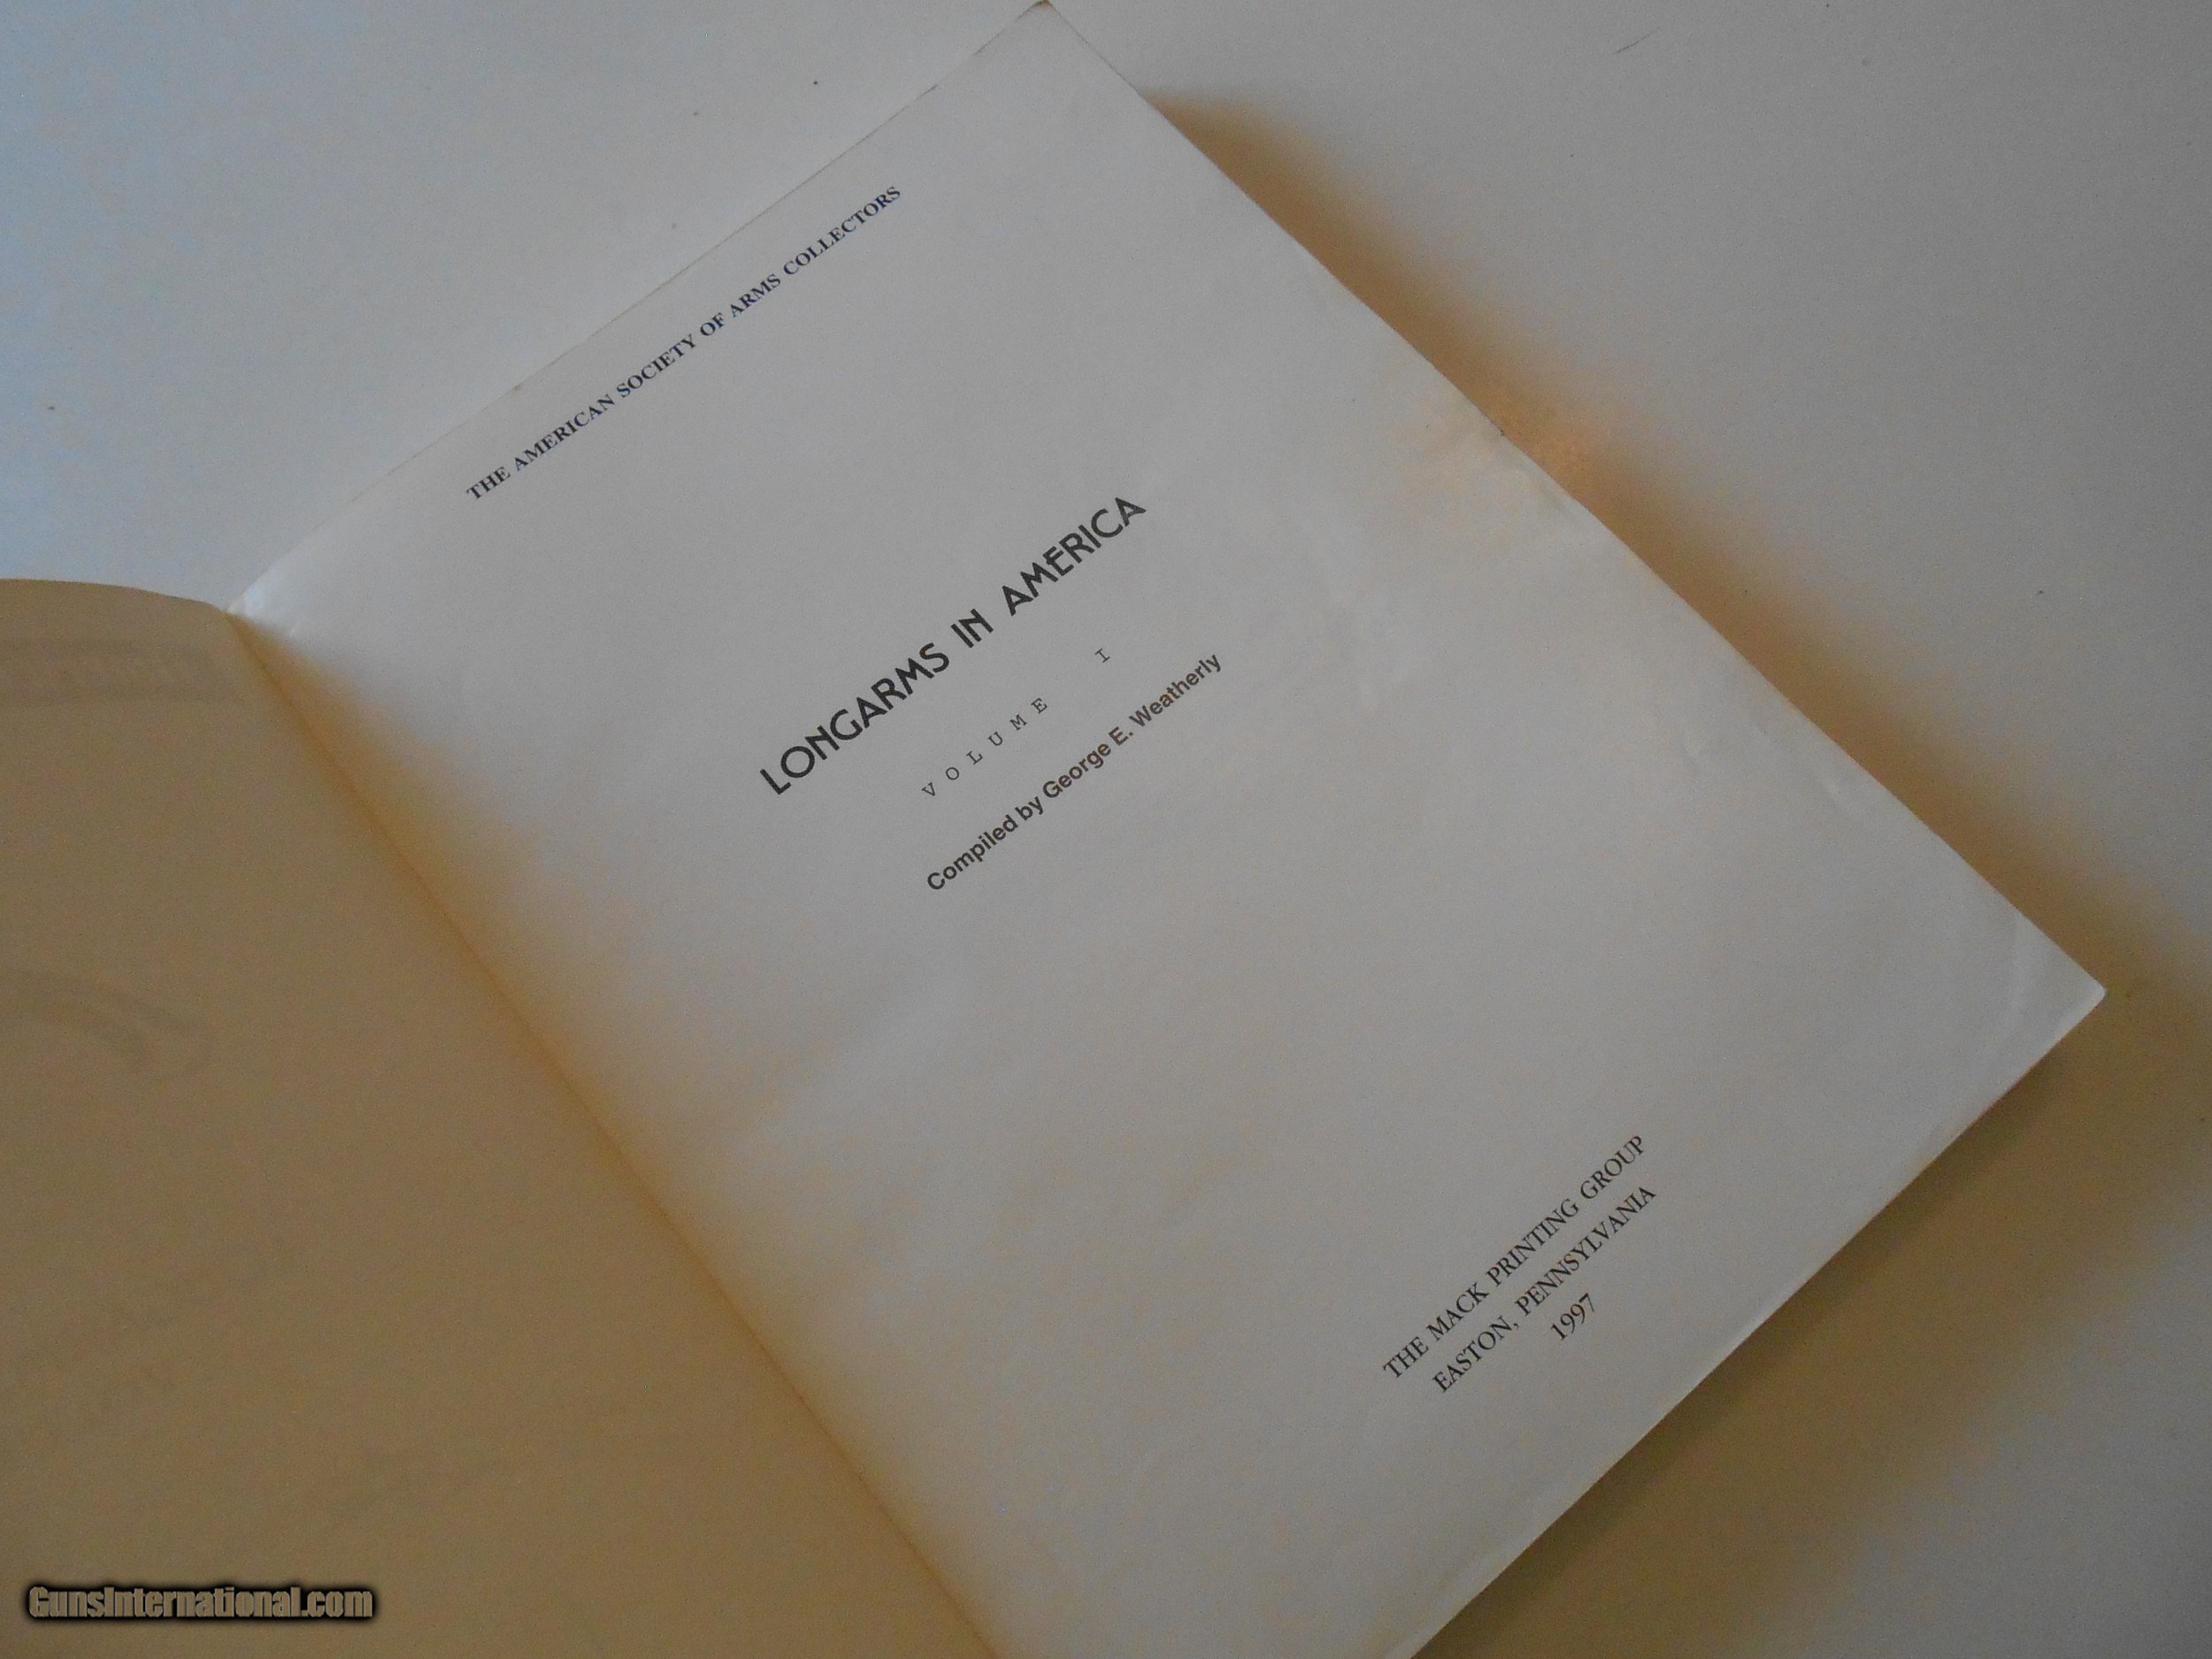 THE AMERICAN SOCIETY OF ARMS COLLECTORS
LONGARMS IN AMERICA
VOLUME I
Compiled by George E. Weatherly
THE MACK PRINTING GROUP
EASTON, PENNSYLVANIA
1997
GunsInternational.com